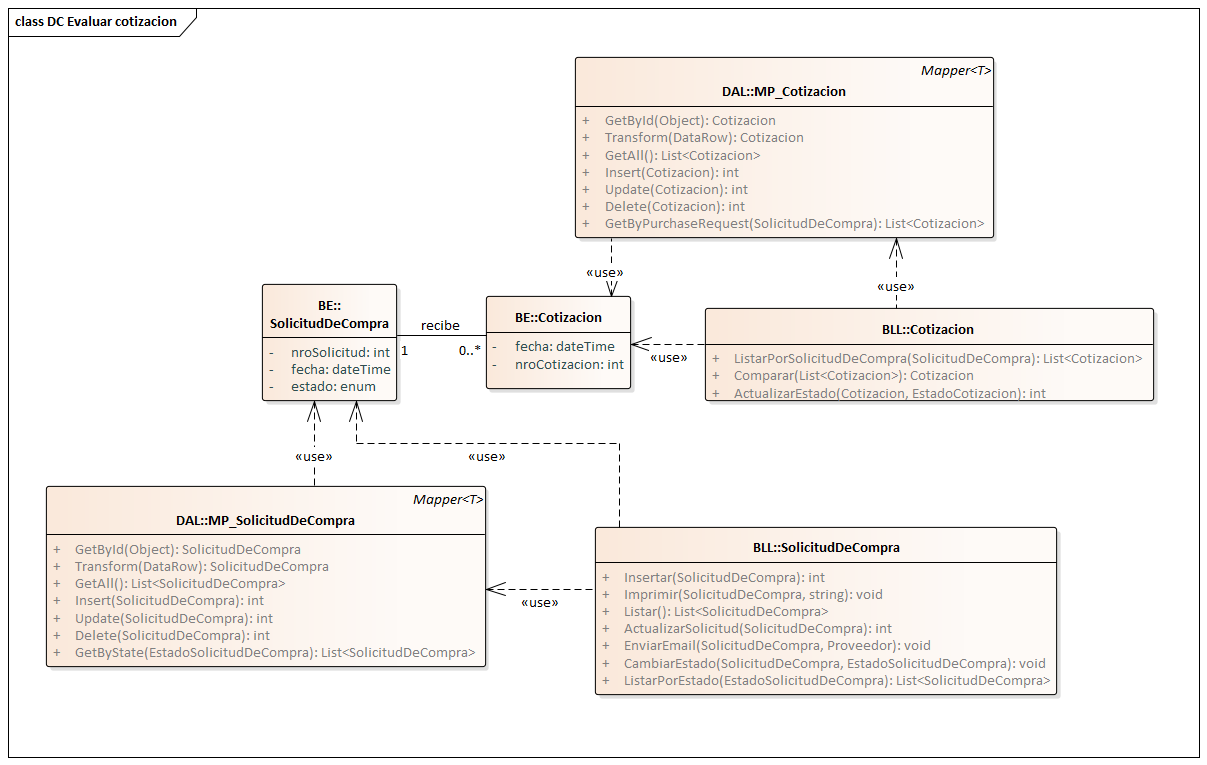 class DC Evaluar cotizacion
Mapper<T>
DAL::MP_Cotizacion
+ GetById(Object): Cotizacion
+ Transform(DataRow): Cotizacion
+ GetAll(): List<Cotizacion>
+ Insert(Cotizacion): int
+ Update(Cotizacion): int
+ Delete(Cotizacion): int
+ GetByPurchaseRequest(SolicitudDeCompra): List<Cotizacion>
«use»
«use»
BE::
SolicitudDeCompra
- nroSolicitud: int
- fecha: dateTime
- estado: enum
recibe
1
0..*
BE::Cotizacion
- fecha: dateTime
- nroCotizacion: int
«use»
BLL::Cotizacion
+ ListarPorSolicitudDeCompra(SolicitudDeCompra): List<Cotizacion>
+ Comparar(List<Cotizacion>): Cotizacion
+ ActualizarEstado(Cotizacion, EstadoCotizacion): int
«use»
«use»
Mapper<T>
DAL::MP_SolicitudDeCompra
+ GetById(Object): SolicitudDeCompra
+ Transform(DataRow): SolicitudDeCompra
+ GetAll(): List<SolicitudDeCompra>
+ Insert(SolicitudDeCompra): int
+ Update(SolicitudDeCompra): int
+ Delete(SolicitudDeCompra): int
+ GetByState(EstadoSolicitudDeCompra): List<SolicitudDeCompra>
«use»
BLL::SolicitudDeCompra
+ Insertar(SolicitudDeCompra): int
+ Imprimir(SolicitudDeCompra, string): void
+ Listar(): List<SolicitudDeCompra>
+ ActualizarSolicitud(SolicitudDeCompra): int
+ EnviarEmail(SolicitudDeCompra, Proveedor): void
+ CambiarEstado(SolicitudDeCompra, EstadoSolicitudDeCompra): void
+ ListarPorEstado(EstadoSolicitudDeCompra): List<SolicitudDeCompra>